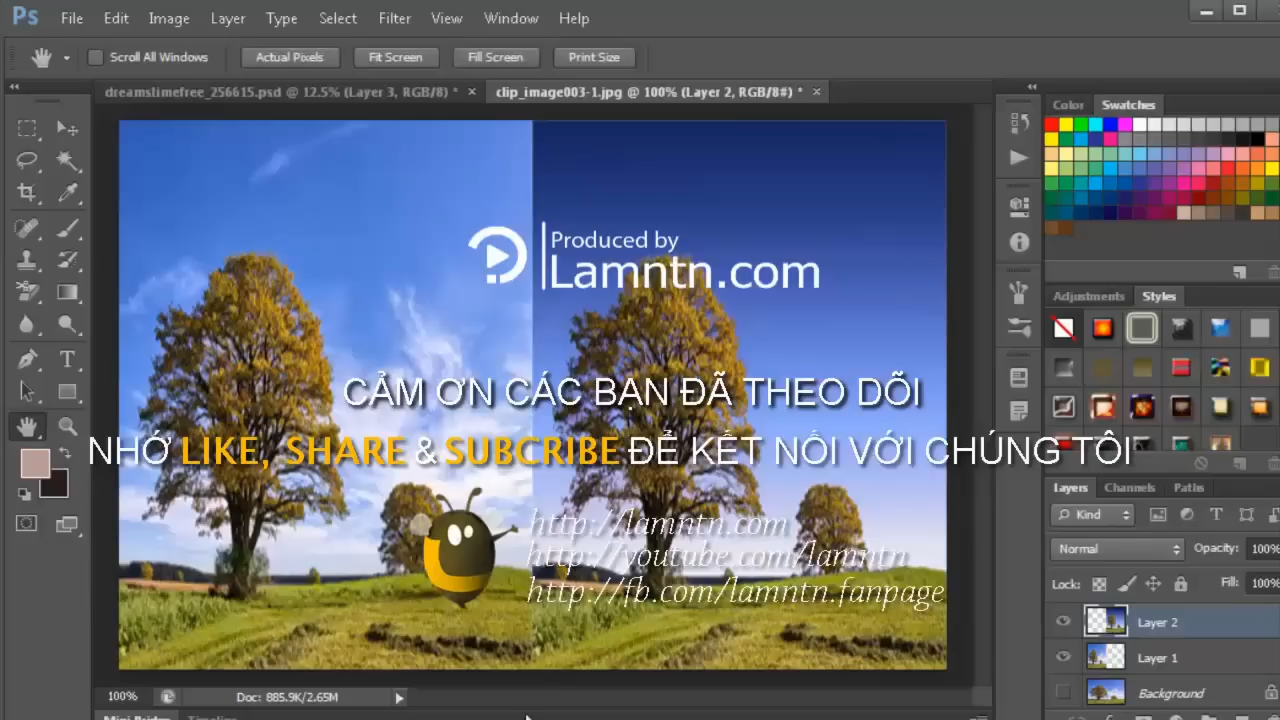 Ps File Edit Image Layer Type Select Filter View Window Help
Scroll All Windows Actual Pixels Fit Screen Fill Screen Print Size
dreamstimefree_256615.psd @ 12.5% (Layer 3, RGB/8) * × clip_image003-1.jpg @ 100% (Layer 2, RGB/8#) * ×
Color Swatches
Produced by
Lamntn.com
Adjustments Styles
CẢM ƠN CÁC BẠN ĐÃ THEO DÕI
NHỚ LIKE, SHARE & SUBCRIBE ĐỂ KẾT NỐI VỚI CHÚNG TÔI
Layers Channels Paths
Kind
http://lamntn.com
http://youtube.com/lamntn
http://fb.com/lamntn.fanpage
Normal Opacity: 100%
Lock: Fill: 100%
Layer 2
Layer 1
Background
100% Doc: 885.9K/2.65M
Mini Bridge Timeline